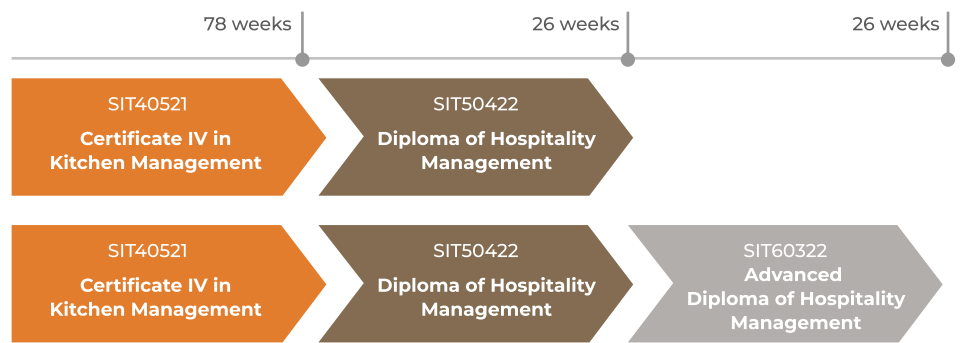 78 weeks
26 weeks
26 weeks
SIT40521
Certificate IV in
Kitchen Management
SIT50422
Diploma of Hospitality
Management
SIT40521
Certificate IV in
Kitchen Management
SIT50422
Diploma of Hospitality
Management
SIT60322
Advanced
Diploma of Hospitality
Management